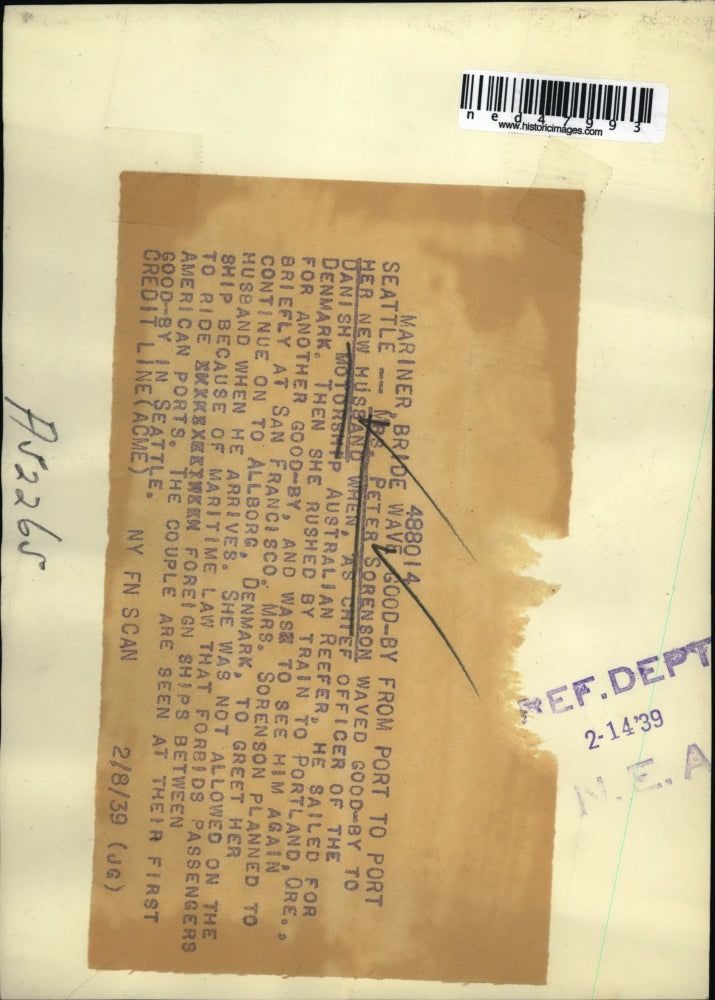 ned47993
www.historicimages.com
488014
MARINER, BRIDE WAVE GOOD-BY FROM PORT TO PORT
SEATTLE -- MRS. PETER SORENSON WAVED GOOD-BY TO
HER NEW HUSBAND WHEN, AS CHIEF OFFICER OF THE
DANISH MOTORSHIP AUSTRALIAN REEFER, HE SAILED FOR
DENMARK. THEN SHE RUSHED BY TRAIN TO PORTLAND, ORE.,
FOR ANOTHER GOOD-BY, AND WAS TO SEE HIM AGAIN
BRIEFLY AT SAN FRANCISCO. MRS. SORENSON PLANNED TO
CONTINUE ON TO ALLBORG, DENMARK, TO GREET HER
HUSBAND WHEN HE ARRIVES. SHE WAS NOT ALLOWED ON THE
SHIP BECAUSE OF MARITIME LAW THAT FORBIDS PASSENGERS
TO RIDE FOREIGN SHIPS BETWEEN
AMERICAN PORTS. THE COUPLE ARE SEEN AT THEIR FIRST
GOOD-BY IN SEATTLE.
CREDIT LINE (ACME) NY FN SCAN 2/8/39 (JG)
REF. DEPT
2-14'39
N.E.A
A52265